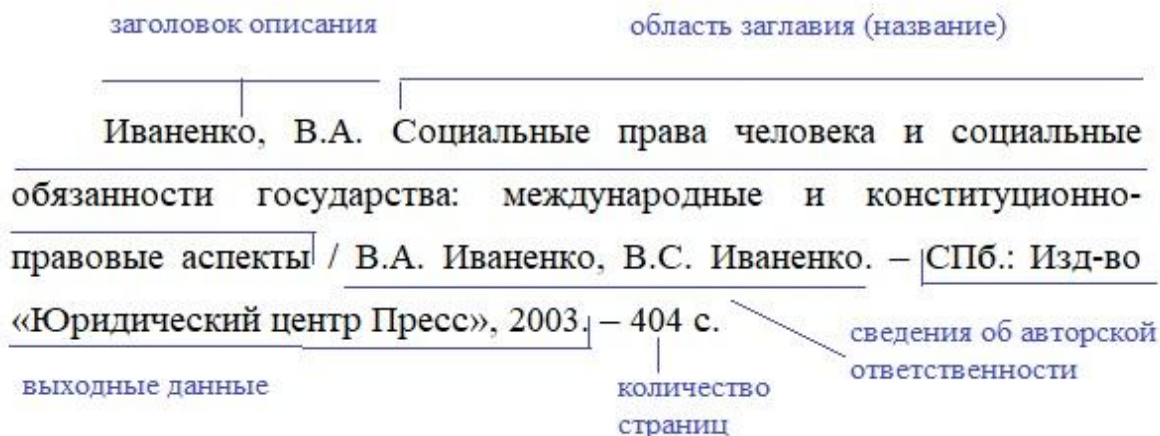 заголовок описания
область заглавия (название)
Иваненко, В.А. Социальные права человека и социальные
обязанности государства: международные и конституционно-
правовые аспекты / В.А. Иваненко, В.С. Иваненко. – СПб.: Изд-во
«Юридический центр Пресс», 2003. – 404 с.
сведения об авторской
ответственности
выходные данные
количество
страниц